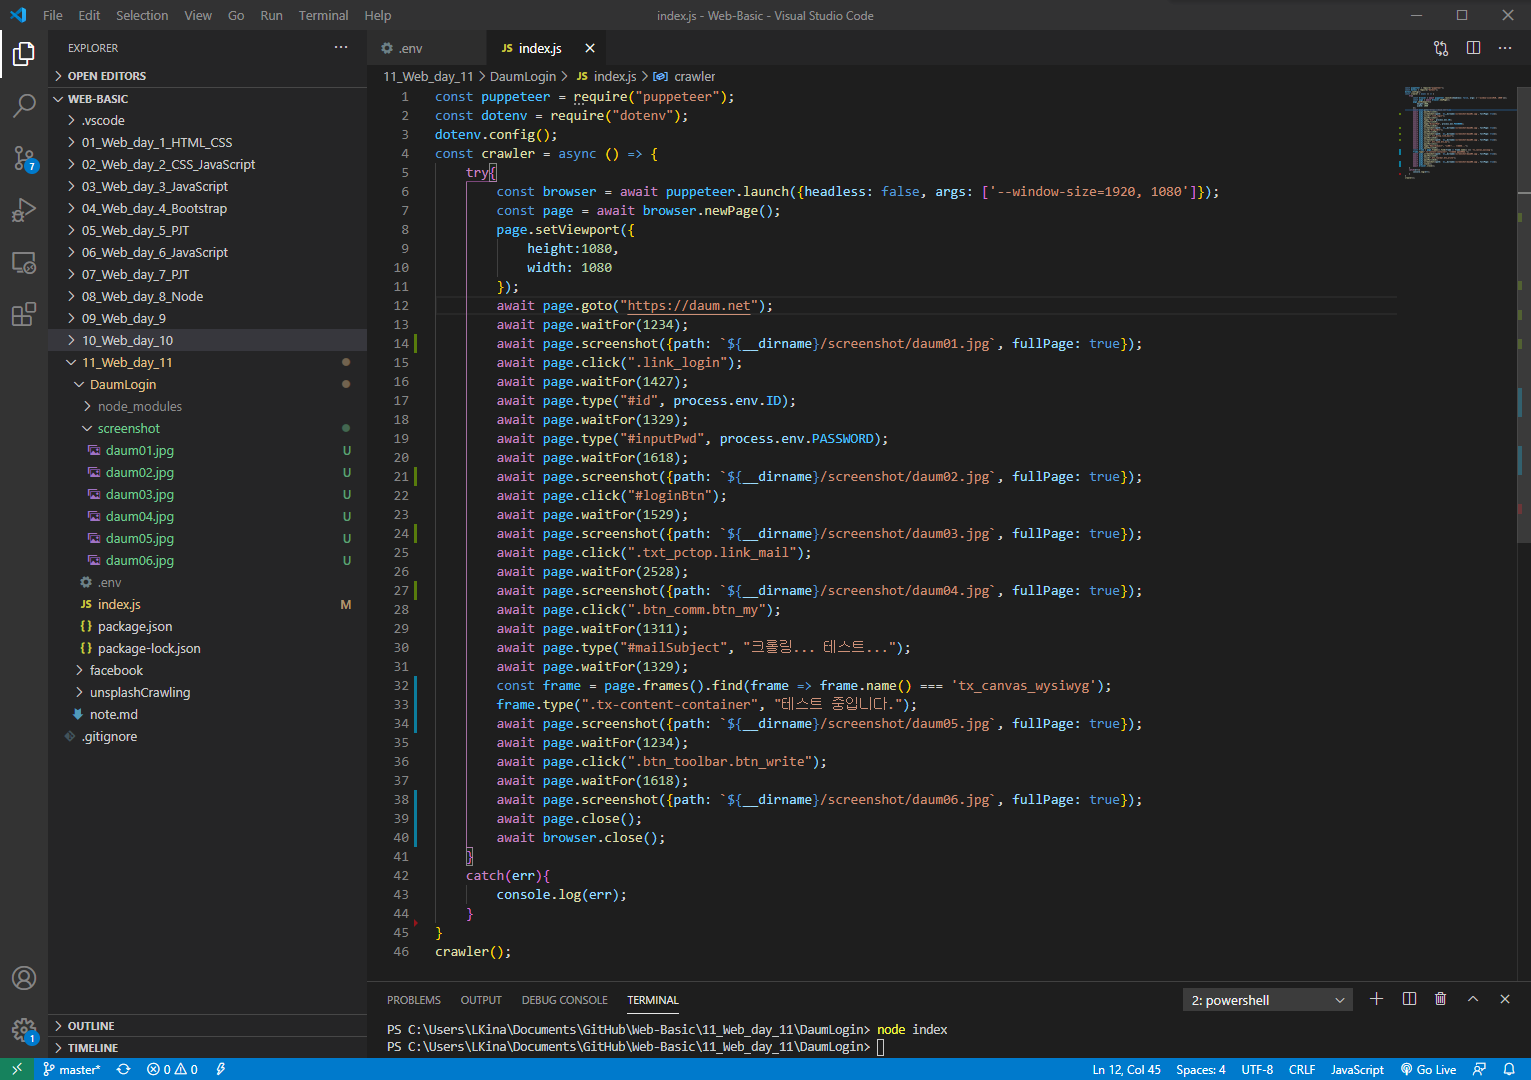 File Edit Selection View Go Run Terminal Help
index.js - Web-Basic - Visual Studio Code
EXPLORER
OPEN EDITORS
WEB-BASIC
.vscode
01_Web_day_1_HTML_CSS
02_Web_day_2_CSS_JavaScript
03_Web_day_3_JavaScript
04_Web_day_4_Bootstrap
05_Web_day_5_PJT
06_Web_day_6_JavaScript
07_Web_day_7_PJT
08_Web_day_8_Node
09_Web_day_9
10_Web_day_10
11_Web_day_11
DaumLogin
node_modules
screenshot
daum01.jpg U
daum02.jpg U
daum03.jpg U
daum04.jpg U
daum05.jpg U
daum06.jpg U
.env
JS index.js M
{} package.json
{} package-lock.json
facebook
unsplashCrawling
note.md
.gitignore
OUTLINE
TIMELINE
7
1
.env
JS index.js
11_Web_day_11 > DaumLogin > JS index.js > crawler
1 const puppeteer = require("puppeteer");
2 const dotenv = require("dotenv");
3 dotenv.config();
4 const crawler = async () => {
5 try{
6 const browser = await puppeteer.launch({headless: false, args: ['--window-size=1920, 1080']});
7 const page = await browser.newPage();
8 page.setViewport({
9 height:1080,
10 width: 1080
11 });
12 await page.goto("https://daum.net");
13 await page.waitFor(1234);
14 await page.screenshot({path: `${__dirname}/screenshot/daum01.jpg`, fullPage: true});
15 await page.click(".link_login");
16 await page.waitFor(1427);
17 await page.type("#id", process.env.ID);
18 await page.waitFor(1329);
19 await page.type("#inputPwd", process.env.PASSWORD);
20 await page.waitFor(1618);
21 await page.screenshot({path: `${__dirname}/screenshot/daum02.jpg`, fullPage: true});
22 await page.click("#loginBtn");
23 await page.waitFor(1529);
24 await page.screenshot({path: `${__dirname}/screenshot/daum03.jpg`, fullPage: true});
25 await page.click(".txt_pctop.link_mail");
26 await page.waitFor(2528);
27 await page.screenshot({path: `${__dirname}/screenshot/daum04.jpg`, fullPage: true});
28 await page.click(".btn_comm.btn_my");
29 await page.waitFor(1311);
30 await page.type("#mailSubject", "크롤링... 테스트...");
31 await page.waitFor(1329);
32 const frame = page.frames().find(frame => frame.name() === 'tx_canvas_wysiwyg');
33 frame.type(".tx-content-container", "테스트 중입니다.");
34 await page.screenshot({path: `${__dirname}/screenshot/daum05.jpg`, fullPage: true});
35 await page.waitFor(1234);
36 await page.click(".btn_toolbar.btn_write");
37 await page.waitFor(1618);
38 await page.screenshot({path: `${__dirname}/screenshot/daum06.jpg`, fullPage: true});
39 await page.close();
40 await browser.close();
41 }
42 catch(err){
43 console.log(err);
44 }
45 }
46 crawler();
PROBLEMS OUTPUT DEBUG CONSOLE TERMINAL
2: powershell
PS C:\Users\LKina\Documents\GitHub\Web-Basic\11_Web_day_11\DaumLogin> node index
PS C:\Users\LKina\Documents\GitHub\Web-Basic\11_Web_day_11\DaumLogin>
master* 0 0
Ln 12, Col 45 Spaces: 4 UTF-8 CRLF JavaScript Go Live